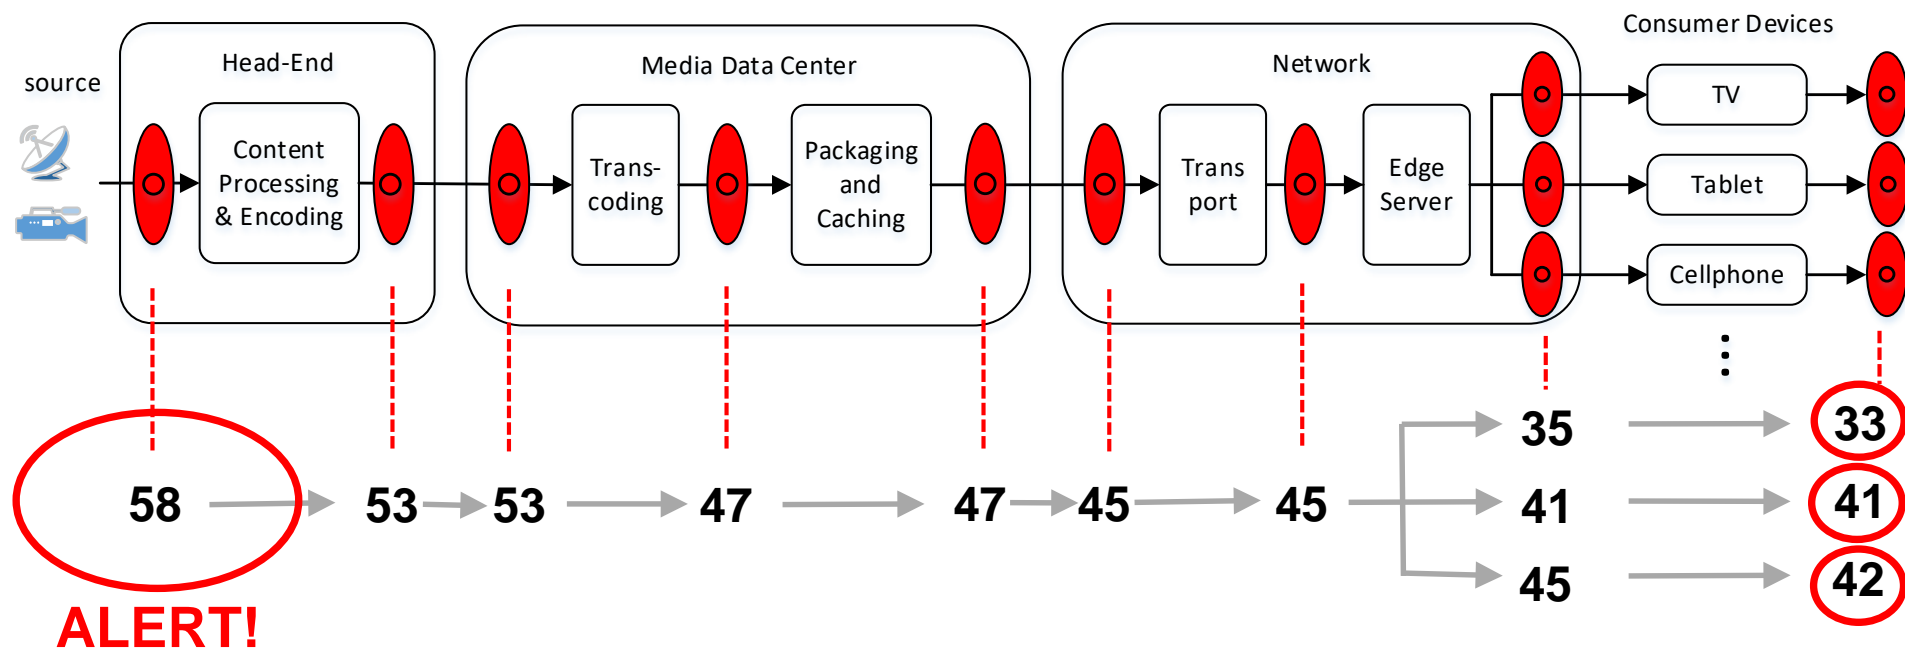 Consumer Devices
source
Head-End
Media Data Center
Network
Content
Processing
& Encoding
Trans-
coding
Packaging
and
Caching
Trans
port
Edge
Server
TV
Tablet
Cellphone
58
53
53
47
47
45
45
35
41
45
33
41
42
ALERT!